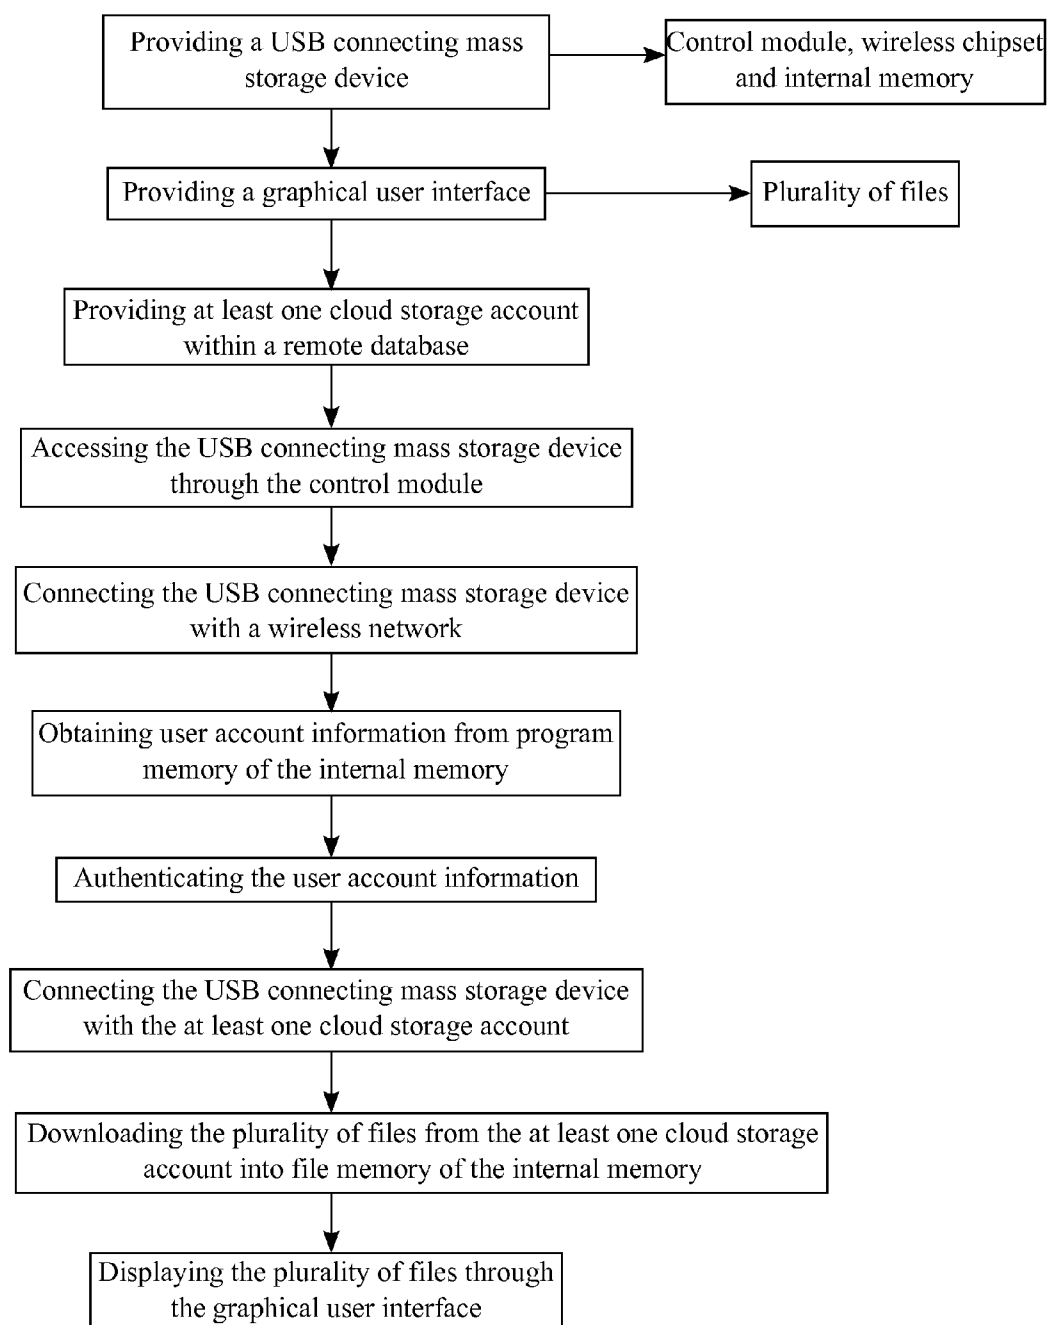 Providing a USB connecting mass
storage device
Control module, wireless chipset
and internal memory
Providing a graphical user interface
Plurality of files
Providing at least one cloud storage account
within a remote database
Accessing the USB connecting mass storage device
through the control module
Connecting the USB connecting mass storage device
with a wireless network
Obtaining user account information from program
memory of the internal memory
Authenticating the user account information
Connecting the USB connecting mass storage device
with the at least one cloud storage account
Downloading the plurality of files from the at least one cloud storage
account into file memory of the internal memory
Displaying the plurality of files through
the graphical user interface